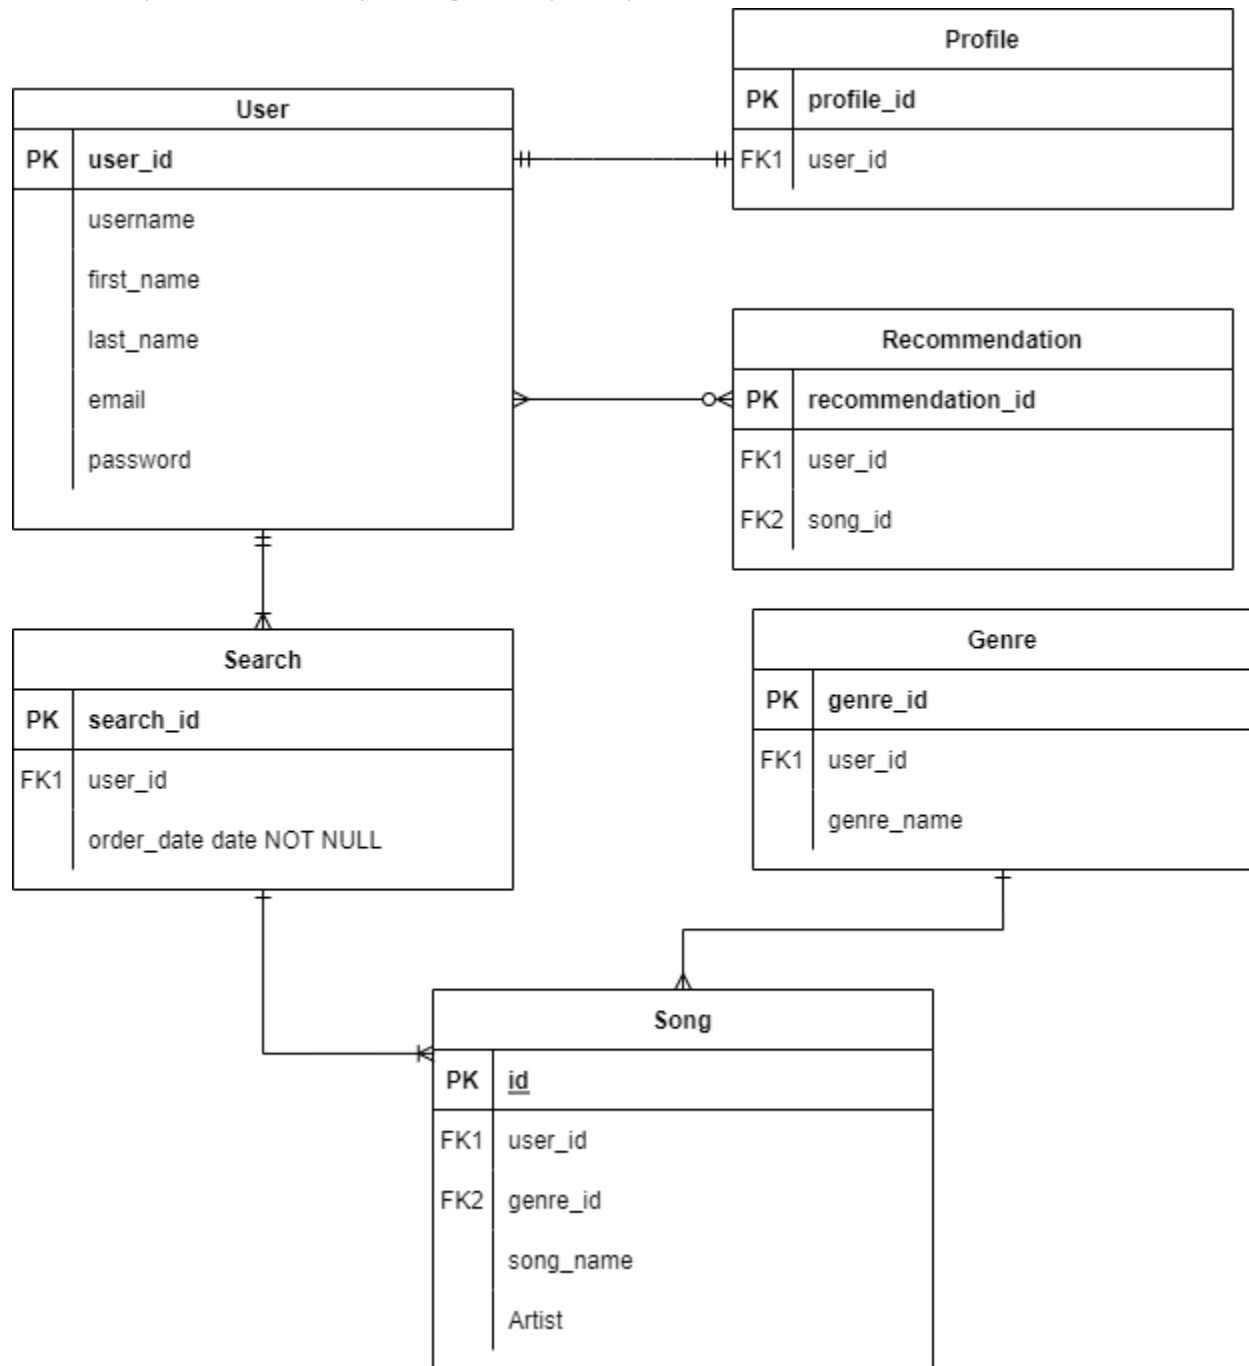 Profile
PK profile_id
FK1 user_id
User
PK user_id
username
first_name
last_name
email
password
Recommendation
PK recommendation_id
FK1 user_id
FK2 song_id
Search
PK search_id
FK1 user_id
order_date date NOT NULL
Genre
PK genre_id
FK1 user_id
genre_name
Song
PK id
FK1 user_id
FK2 genre_id
song_name
Artist